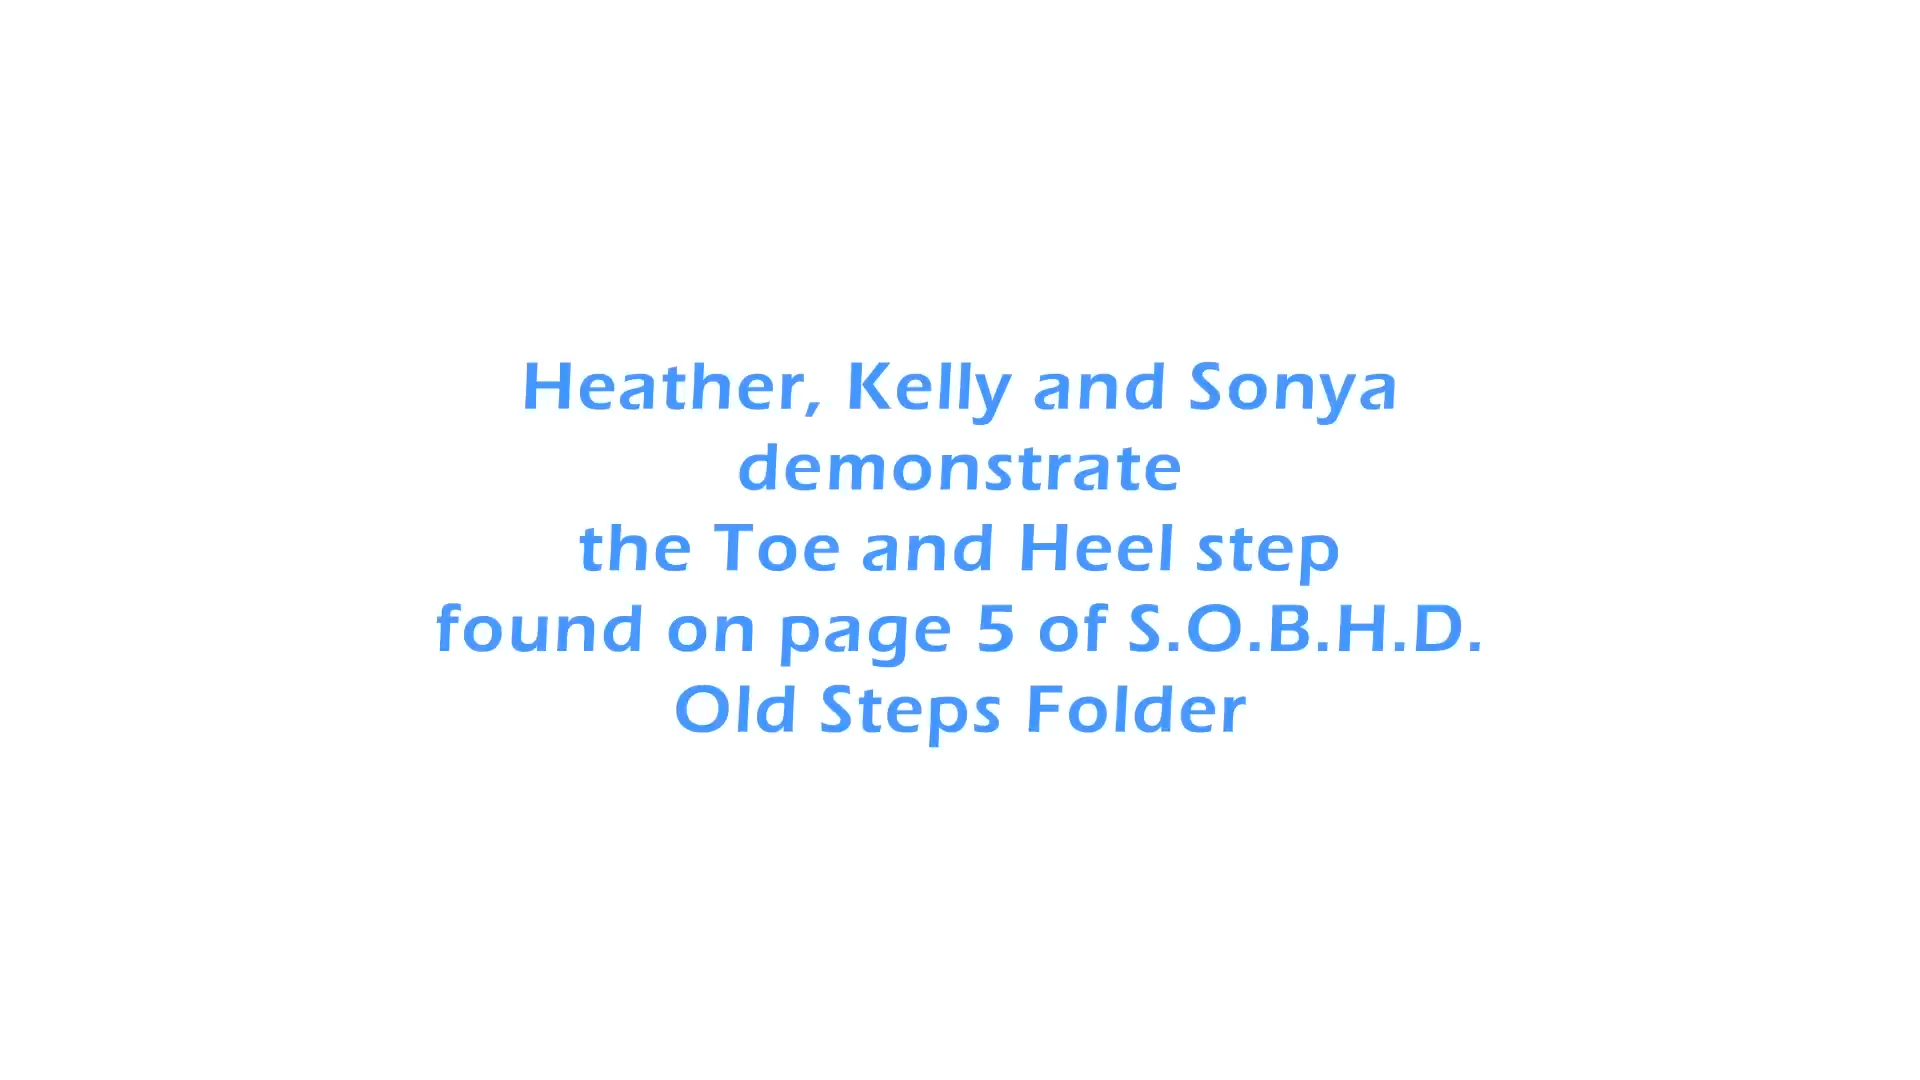 Heather, Kelly and Sonya
demonstrate
the Toe and Heel step
found on page 5 of S.O.B.H.D.
Old Steps Folder